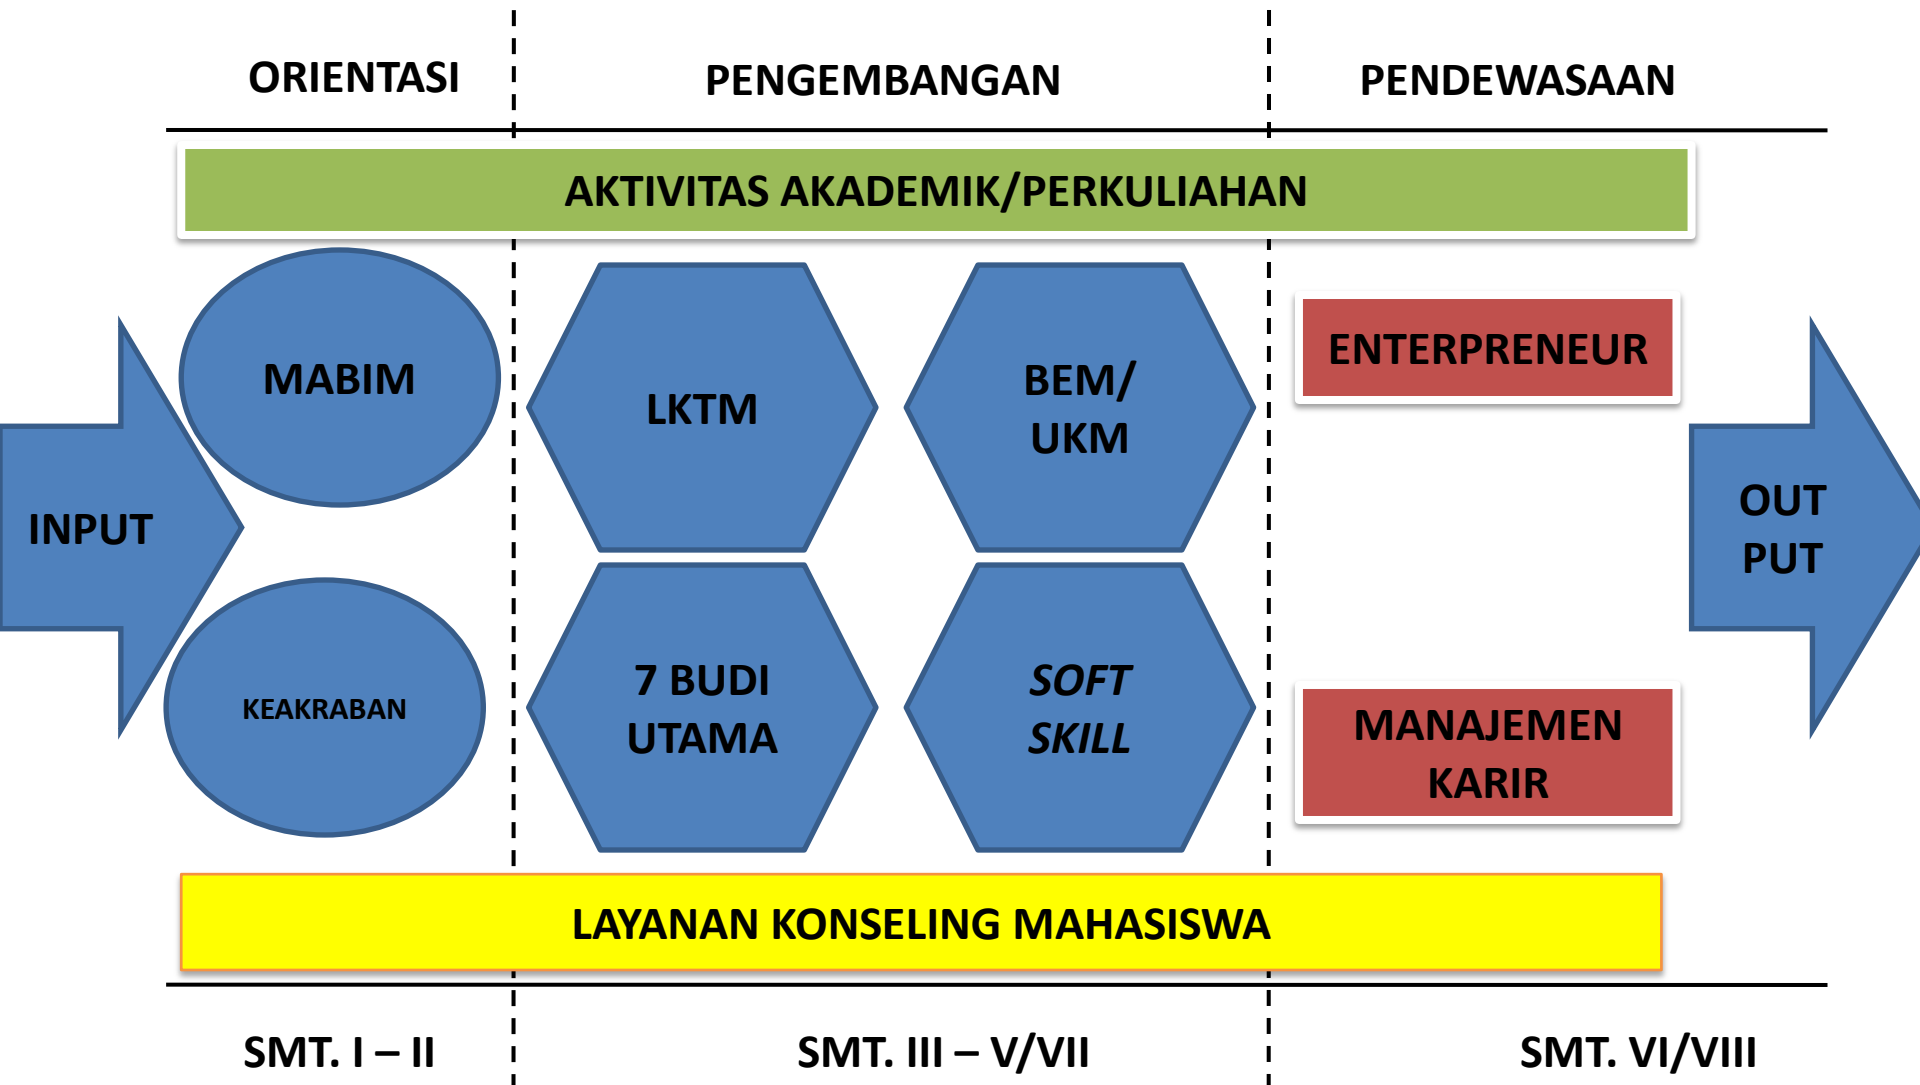 ORIENTASI
PENGEMBANGAN
PENDEWASAAN
AKTIVITAS AKADEMIK/PERKULIAHAN
MABIM
LKTM
BEM/
UKM
ENTERPRENEUR
INPUT
OUT
PUT
KEAKRABAN
7 BUDI
UTAMA
SOFT
SKILL
MANAJEMEN
KARIR
LAYANAN KONSELING MAHASISWA
SMT. I – II
SMT. III – V/VII
SMT. VI/VIII